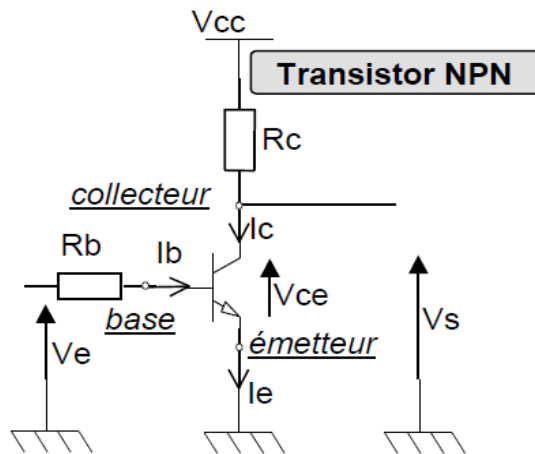 Vcc
Transistor NPN
Rc
collecteur
Ic
Rb
Ib
Vce
Vs
base
émetteur
Ve
Ie